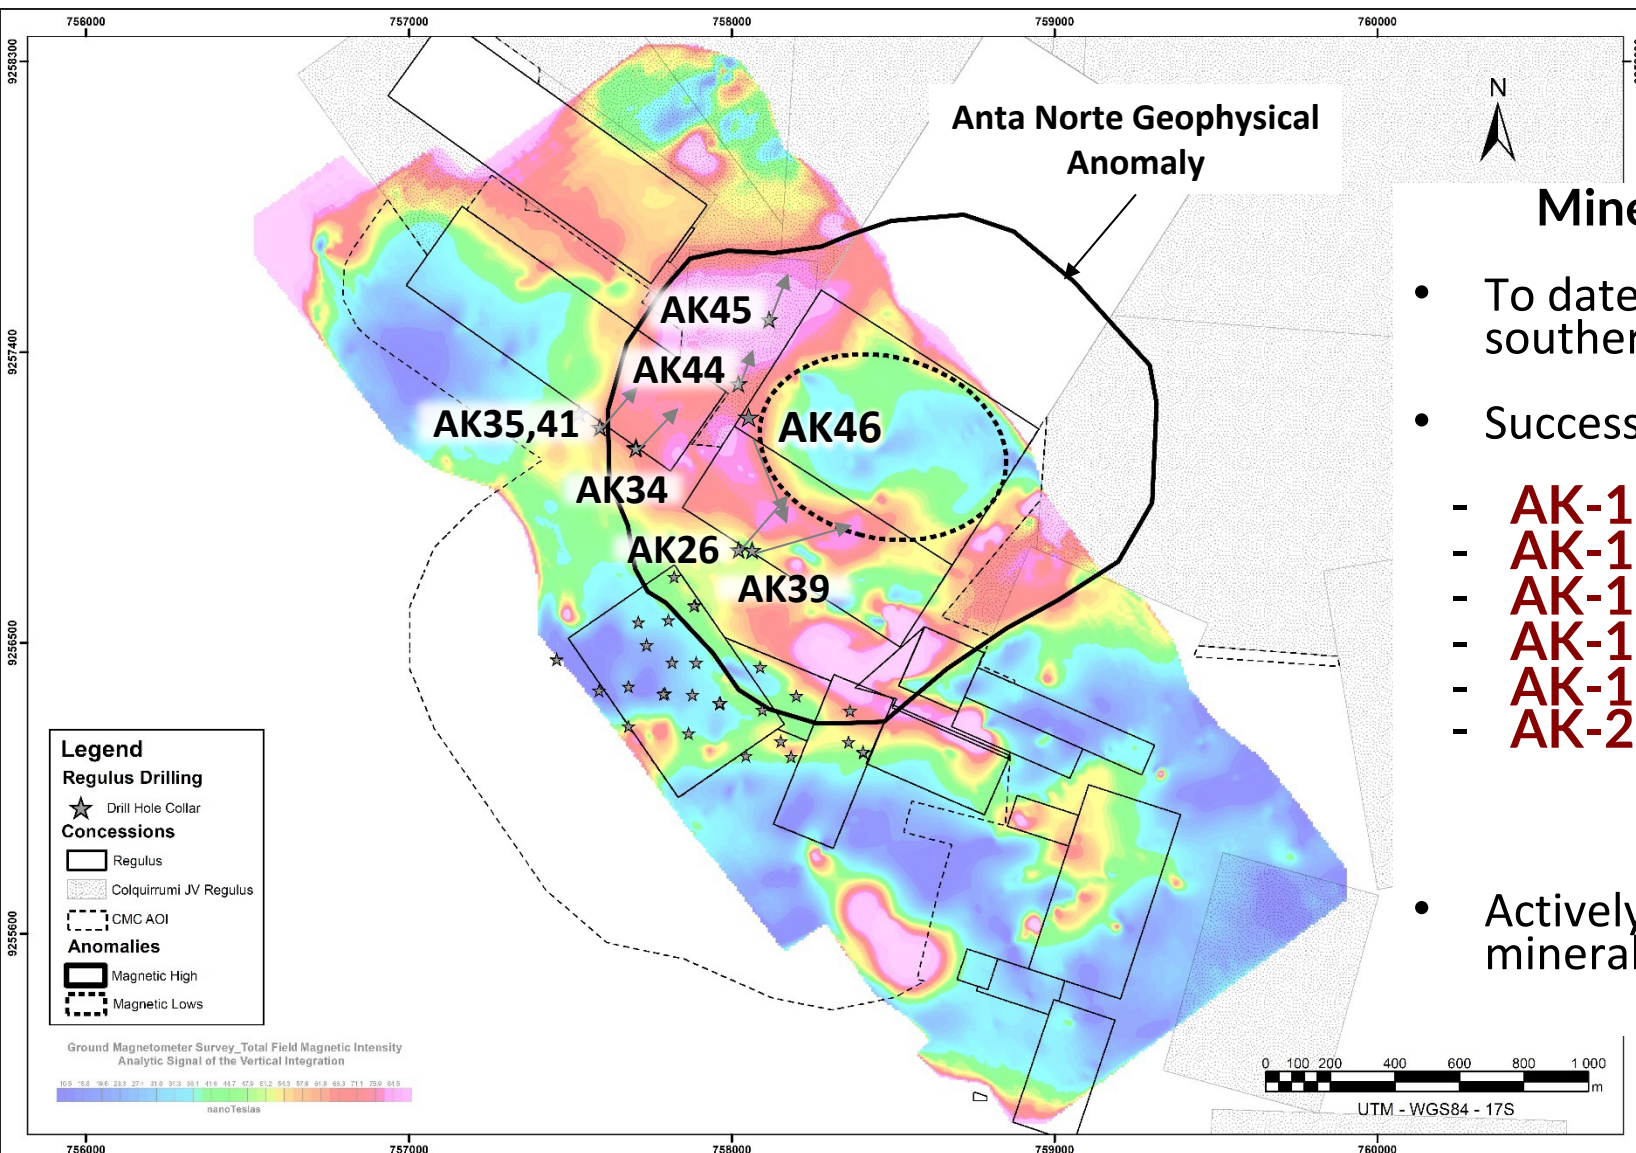 756000
757000
758000
759000
760000
9258300
9257400
9256500
9255600
N
Anta Norte Geophysical
Anomaly
AK45
AK44
AK35,41
AK46
AK34
AK26
AK39
Mine
• To date
souther
• Success
- AK-1
- AK-1
- AK-1
- AK-1
- AK-1
- AK-2
• Actively
mineral
Legend
Regulus Drilling
Drill Hole Collar
Concessions
Regulus
Colquirrumi JV Regulus
CMC AOI
Anomalies
Magnetic High
Magnetic Lows
Ground Magnetometer Survey_Total Field Magnetic Intensity
Analytic Signal of the Vertical Integration
nanoTeslas
0 100 200 400 600 800 1 000
m
UTM - WGS84 - 17S
756000
757000
758000
759000
760000